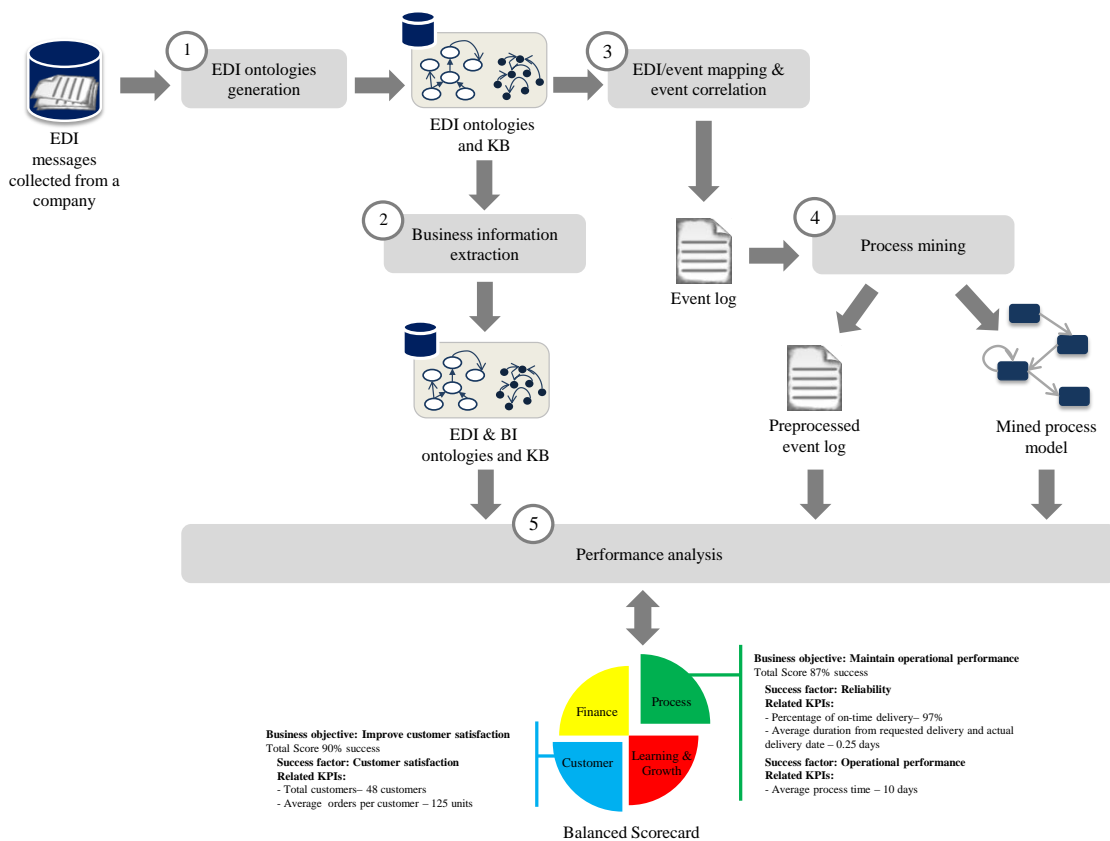 1
EDI ontologies
generation
EDI
messages
collected from a
company
EDI ontologies
and KB
3
EDI/event mapping &
event correlation
2
Business information
extraction
Event log
4
Process mining
EDI & BI
ontologies and KB
Preprocessed
event log
Mined process
model
5
Performance analysis
Finance
Process
Customer
Learning &
Growth
Balanced Scorecard
Business objective: Improve customer satisfaction
Total Score 90% success
Success factor: Customer satisfaction
Related KPIs:
- Total customers– 48 customers
- Average orders per customer – 125 units
Business objective: Maintain operational performance
Total Score 87% success
Success factor: Reliability
Related KPIs:
- Percentage of on-time delivery– 97%
- Average duration from requested delivery and actual
delivery date – 0.25 days
Success factor: Operational performance
Related KPIs:
- Average process time – 10 days